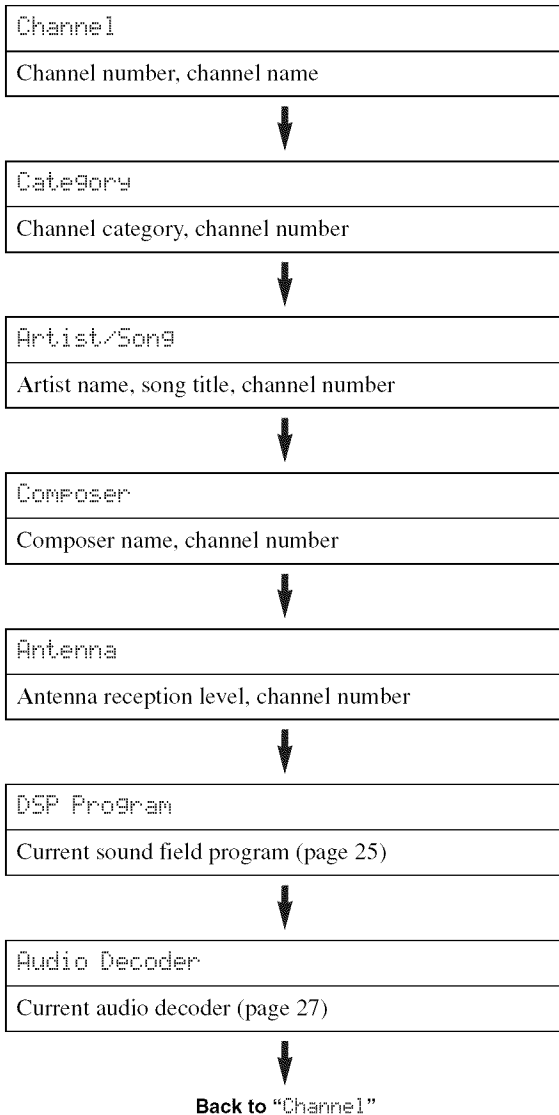 Channel
Channel number, channel name
Category
Channel category, channel number
Artist/Song
Artist name, song title, channel number
Composer
Composer name, channel number
Antenna
Antenna reception level, channel number
DSP Program
Current sound field program (page 25)
Audio Decoder
Current audio decoder (page 27)
Back to “Channel”